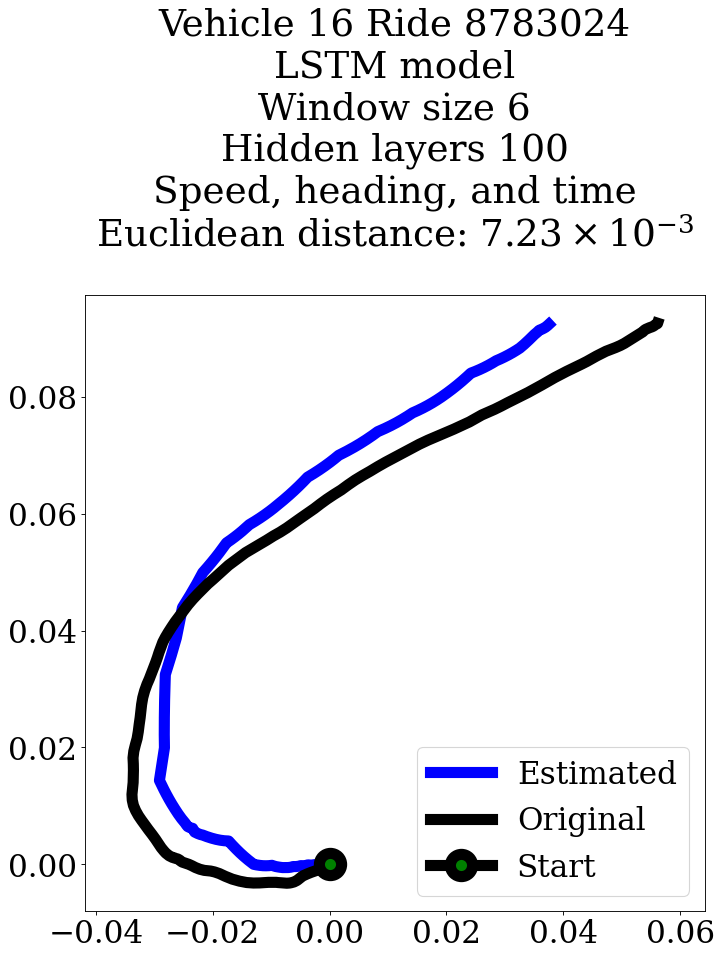 Vehicle 16 Ride 8783024
LSTM model
Window size 6
Hidden layers 100
Speed, heading, and time
Euclidean distance: 7.23 × 10⁻³
0.08
0.06
0.04
0.02
0.00
Estimated
Original
Start
−0.04 −0.02 0.00 0.02 0.04 0.06